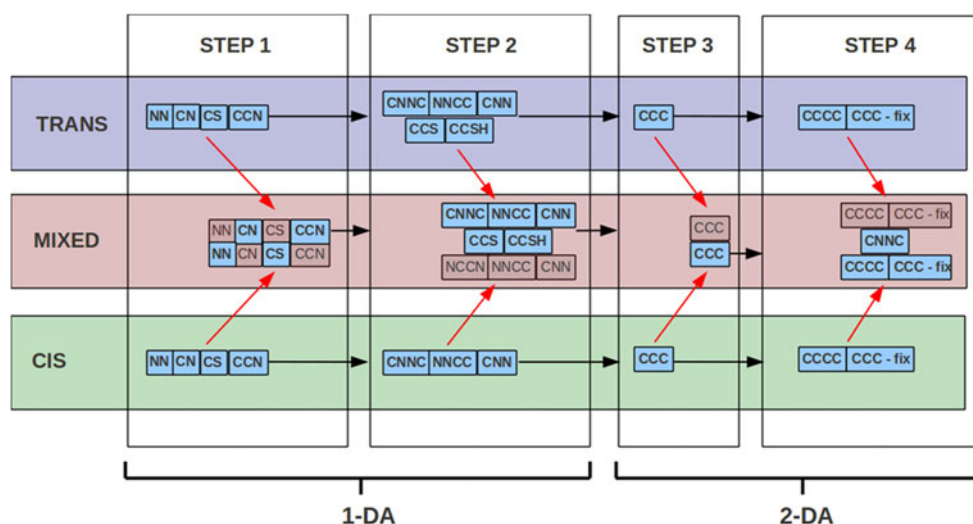 STEP 1 STEP 2 STEP 3 STEP 4
TRANS
NN CN CS CCN
CNNC NNCC CNN
CCS CCSH
CCC
CCCC CCC - fix
MIXED
NN CN CS CCN
NN CN CS CCN
CNNC NNCC CNN
CCS CCSH
NCCN NNCC CNN
CCC
CCC
CCCC CCC - fix
CNNC
CCCC CCC - fix
CIS
NN CN CS CCN
CNNC NNCC CNN
CCC
CCCC CCC - fix
1-DA 2-DA